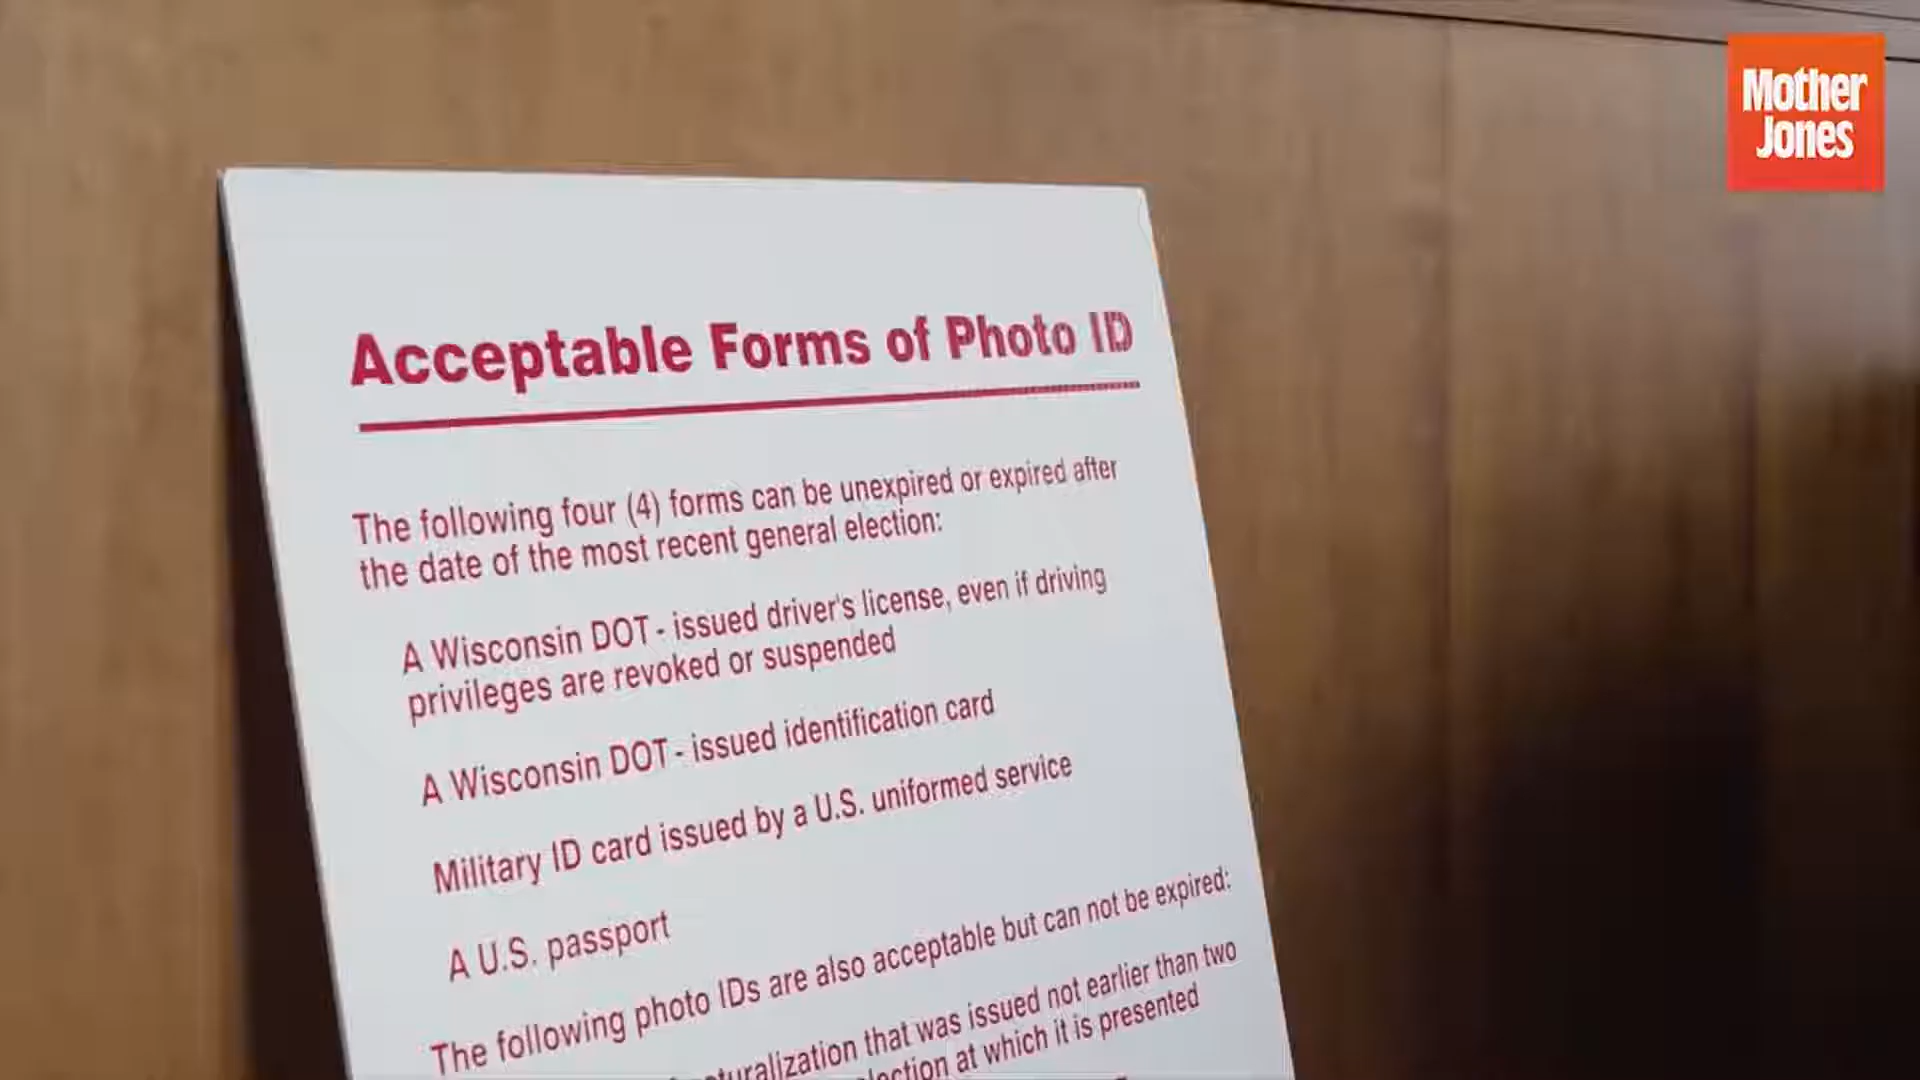 Mother
Jones
Acceptable Forms of Photo ID
The following four (4) forms can be unexpired or expired after
the date of the most recent general election:
A Wisconsin DOT - issued driver's license, even if driving
privileges are revoked or suspended
A Wisconsin DOT - issued identification card
Military ID card issued by a U.S. uniformed service
A U.S. passport
The following photo IDs are also acceptable but can not be expired:
that was issued not earlier than two
at which it is presented